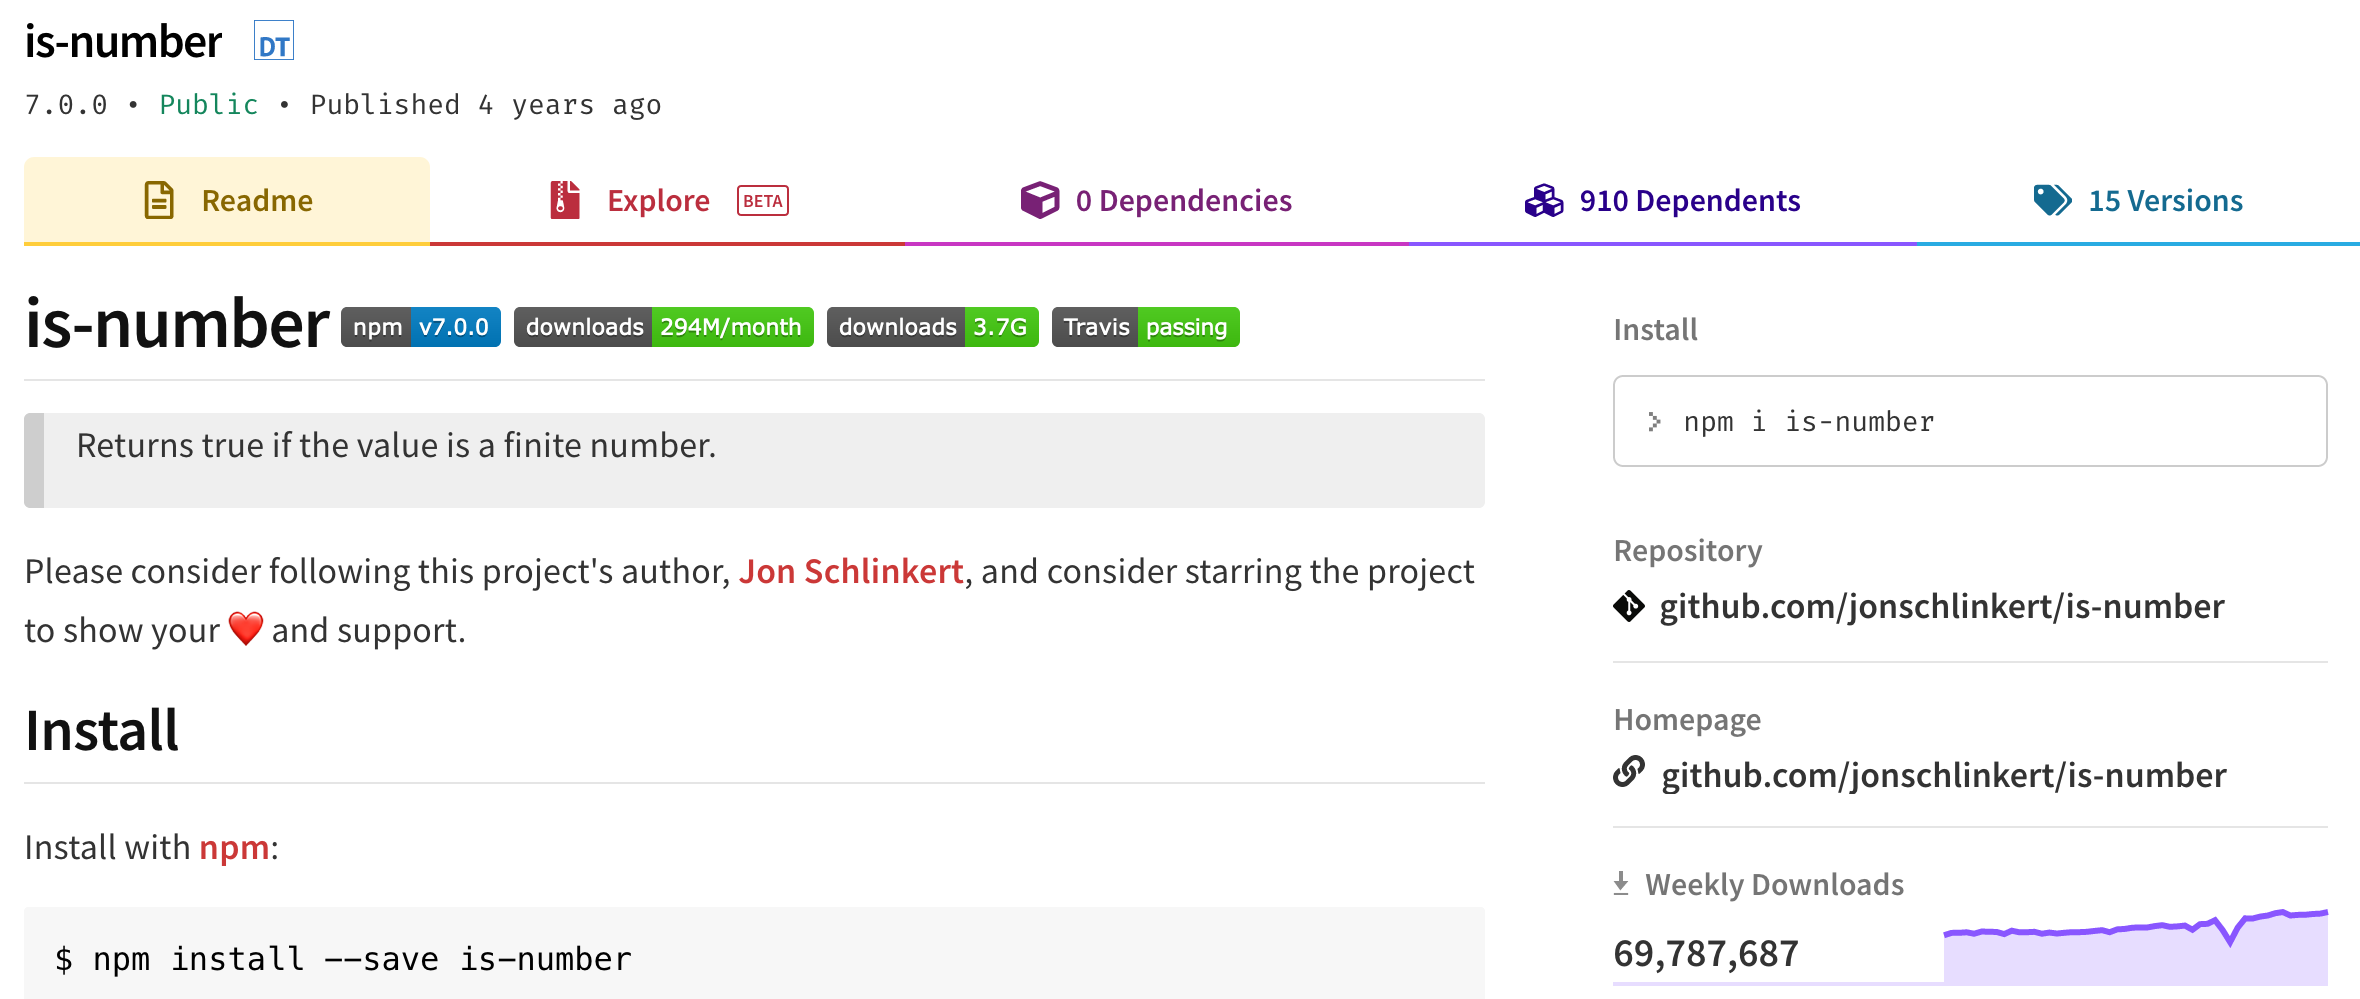 is-number DT
7.0.0 • Public • Published 4 years ago
Readme
Explore BETA
0 Dependencies
910 Dependents
15 Versions
is-number npm v7.0.0 downloads 294M/month downloads 3.7G Travis passing
Returns true if the value is a finite number.
Please consider following this project's author, Jon Schlinkert, and consider starring the project
to show your ❤️ and support.
Install
Install with npm:
$ npm install --save is-number
Install
> npm i is-number
Repository
github.com/jonschlinkert/is-number
Homepage
github.com/jonschlinkert/is-number
Weekly Downloads
69,787,687